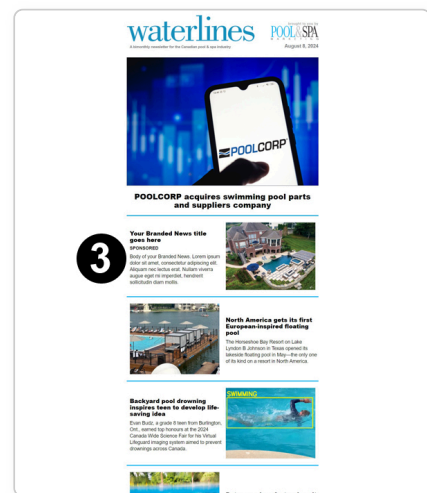 waterlines
brought to you by
POOL&SPA
MARKETING
A bimonthly newsletter for the Canadian pool & spa industry
August 8, 2024
POOLCORP
POOLCORP acquires swimming pool parts
and suppliers company
3
Your Branded News title
goes here
SPONSORED
Body of your Branded News. Lorem ipsum
dolor sit amet, consectetur adipiscing elit.
Aliquam nec lectus erat. Nullam viverra
augue eget mi imperdiet, hendrerit
sollicitudin diam mollis.
North America gets its first
European-inspired floating
pool
The Horseshoe Bay Resort on Lake
Lyndon B Johnson in Texas opened its
lakeside floating pool in May—the only one
of its kind on a resort in North America.
Backyard pool drowning
inspires teen to develop life-
saving idea
Evan Budz, a grade 8 teen from Burlington,
Ont., earned top honours at the 2024
Canada Wide Science Fair for his Virtual
Lifeguard imaging system aimed to prevent
drownings across Canada.
SWIMMING